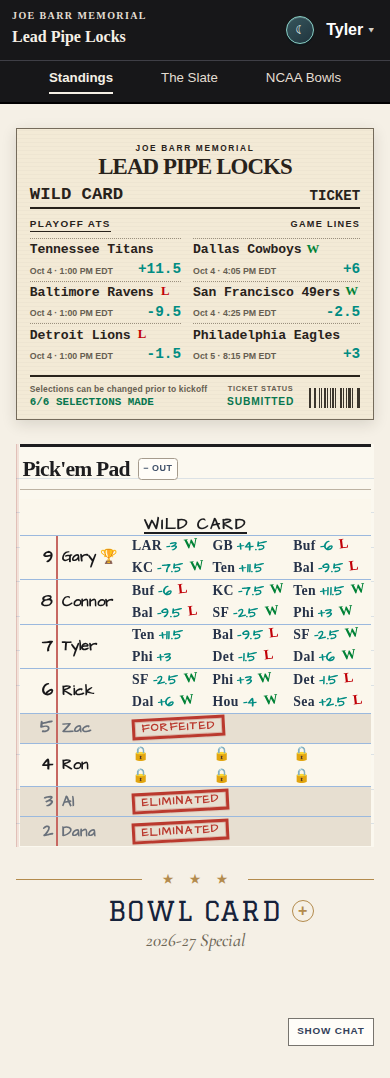 JOE BARR MEMORIAL
Lead Pipe Locks
Tyler
Standings The Slate NCAA Bowls
JOE BARR MEMORIAL
LEAD PIPE LOCKS
WILD CARD TICKET
PLAYOFF ATS GAME LINES
Tennessee Titans
Oct 4 · 1:00 PM EDT +11.5
Dallas Cowboys W
Oct 4 · 4:05 PM EDT +6
Baltimore Ravens L
Oct 4 · 1:00 PM EDT -9.5
San Francisco 49ers W
Oct 4 · 4:25 PM EDT -2.5
Detroit Lions L
Oct 4 · 1:00 PM EDT -1.5
Philadelphia Eagles
Oct 5 · 8:15 PM EDT +3
Selections can be changed prior to kickoff
6/6 SELECTIONS MADE
TICKET STATUS
SUBMITTED
Pick'em Pad – OUT
WILD CARD
9 Gary 🏆 LAR -3 W GB +4.5 Buf -6 L
KC -7.5 W Ten +11.5 Bal -9.5 L
8 Connor Buf -6 L KC -7.5 W Ten +11.5 W
Bal -9.5 L SF -2.5 W Phi +3 W
7 Tyler Ten +11.5 Bal -9.5 L SF -2.5 W
Phi +3 Det -1.5 L Dal +6 W
6 Rick SF -2.5 W Phi +3 W Det -1.5 L
Dal +6 W Hou -4 W Sea +2.5 L
5 Zac FORFEITED
4 Ron 🔒 🔒 🔒
🔒 🔒 🔒
3 Al ELIMINATED
2 Dana ELIMINATED
★ ★ ★
BOWL CARD +
2026-27 Special
SHOW CHAT